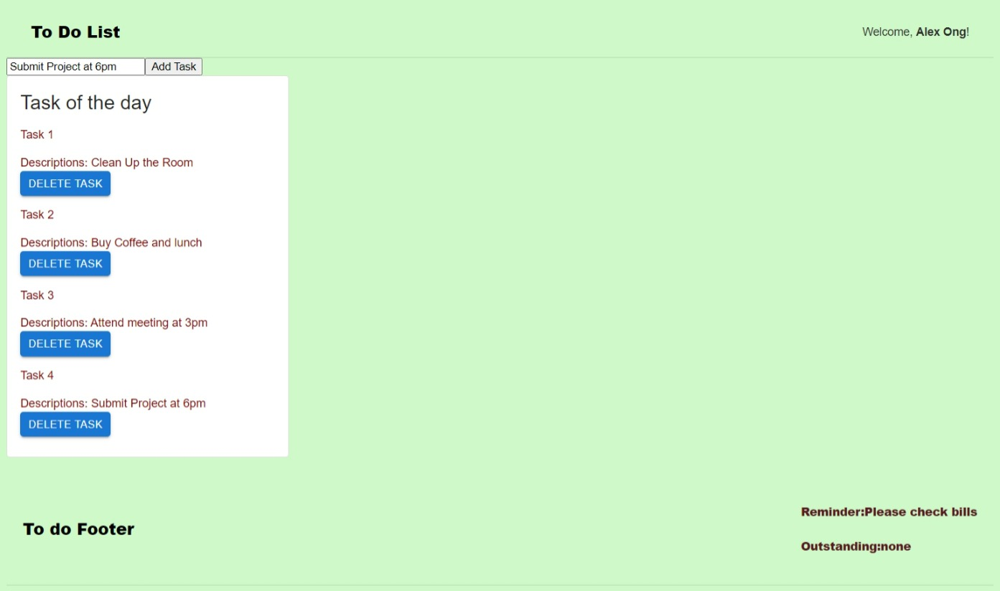 To Do List
Welcome, Alex Ong!
Submit Project at 6pm Add Task
Task of the day
Task 1
Descriptions: Clean Up the Room
DELETE TASK
Task 2
Descriptions: Buy Coffee and lunch
DELETE TASK
Task 3
Descriptions: Attend meeting at 3pm
DELETE TASK
Task 4
Descriptions: Submit Project at 6pm
DELETE TASK
To do Footer
Reminder:Please check bills
Outstanding:none